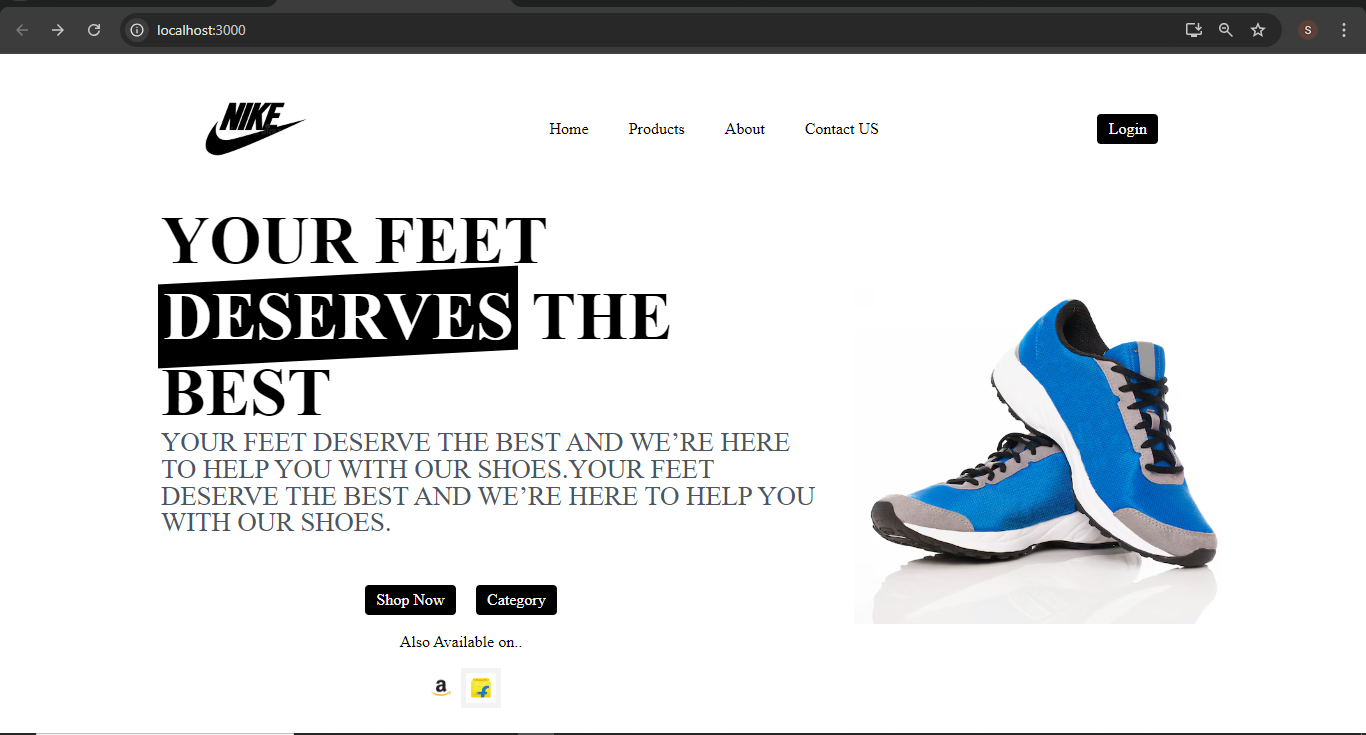 localhost:3000
S
NIKE
Home Products About Contact US Login
YOUR FEET
DESERVES THE
BEST
YOUR FEET DESERVE THE BEST AND WE’RE HERE
TO HELP YOU WITH OUR SHOES.YOUR FEET
DESERVE THE BEST AND WE’RE HERE TO HELP YOU
WITH OUR SHOES.
Shop Now Category
Also Available on..
a f